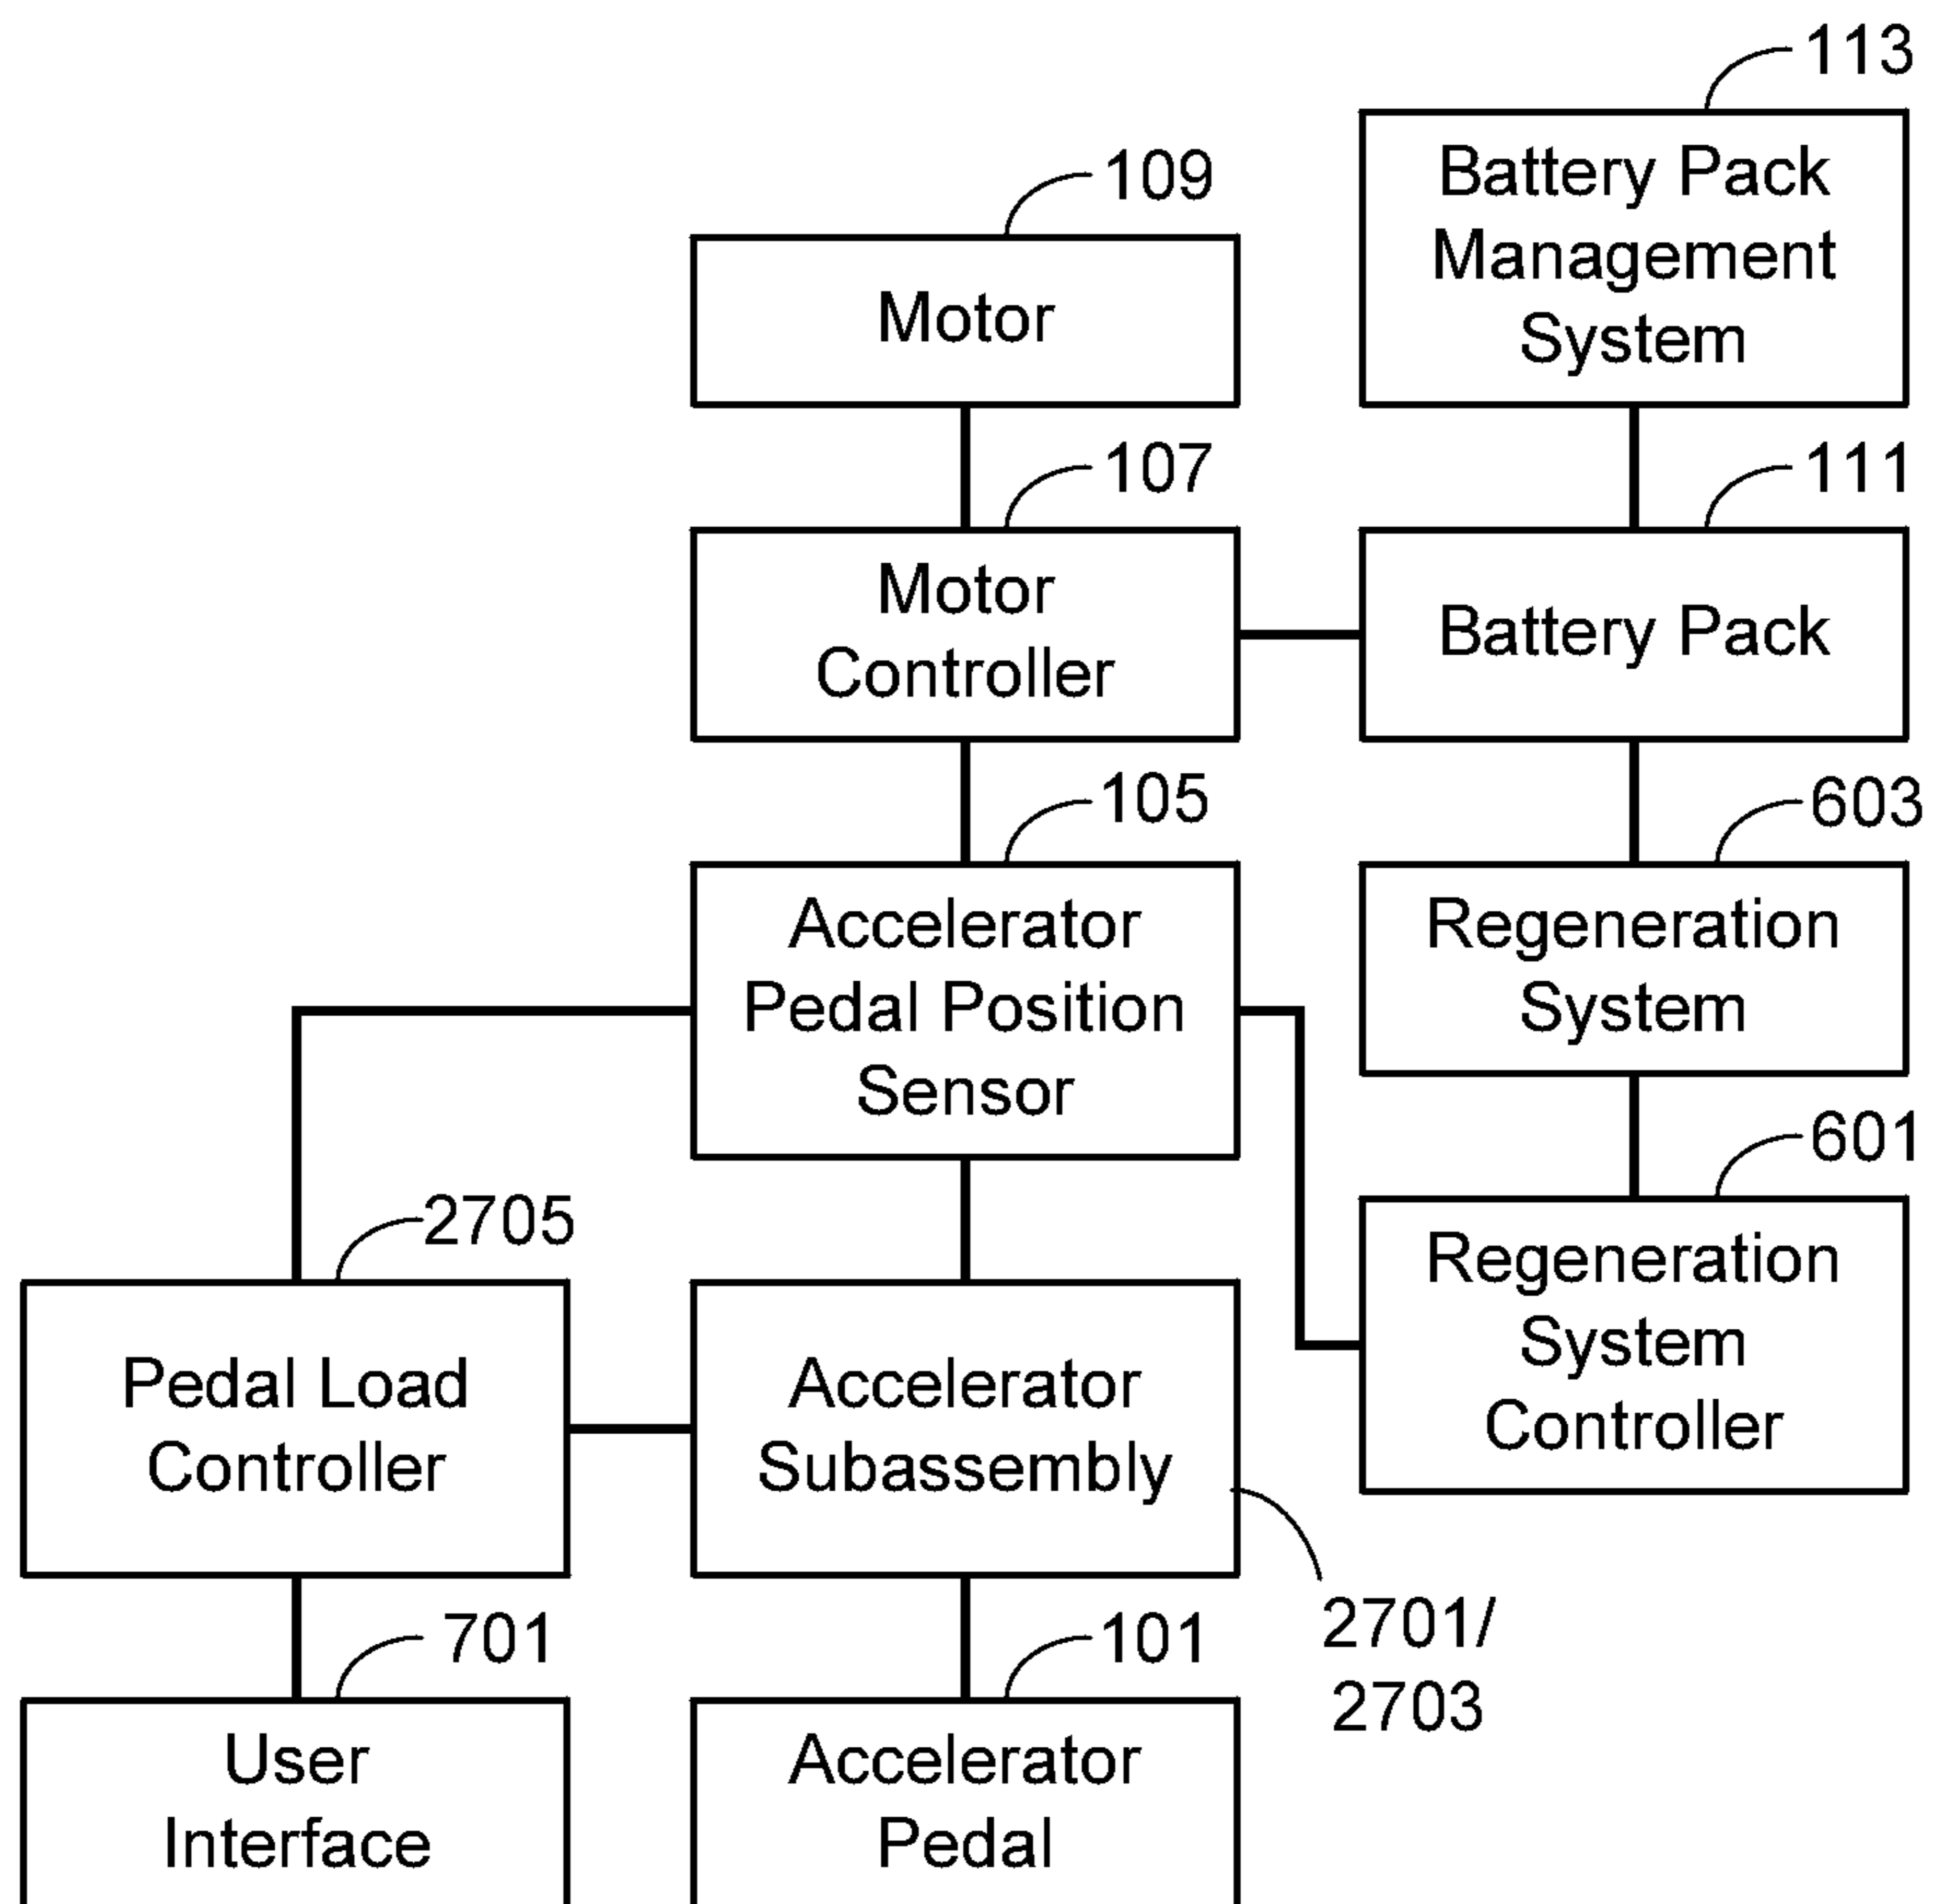 113
Battery Pack
Management
System
109
Motor
107
Motor
Controller
111
Battery Pack
105
Accelerator
Pedal Position
Sensor
603
Regeneration
System
601
Regeneration
System
Controller
2705
Pedal Load
Controller
Accelerator
Subassembly
2701/
2703
701
User
Interface
101
Accelerator
Pedal